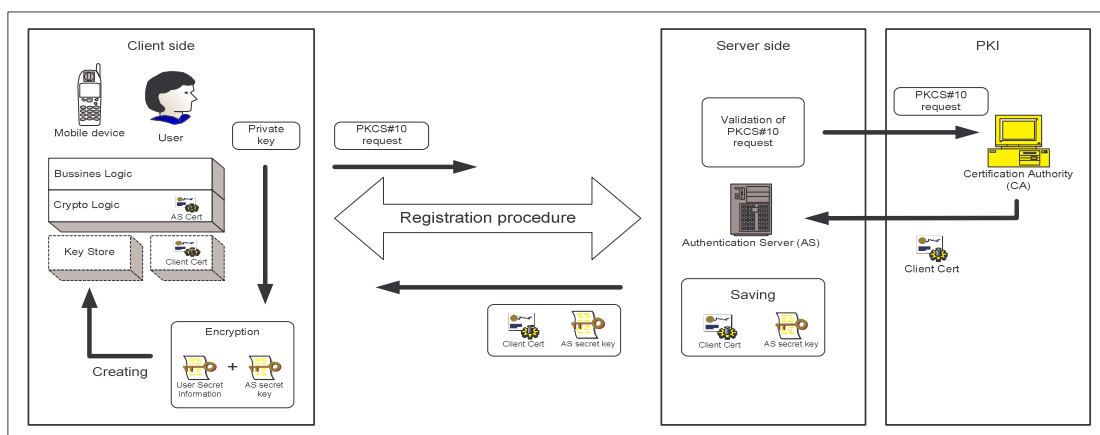 Client side
Mobile device
User
Private
key
Bussines Logic
Crypto Logic
AS Cert
Key Store
Client Cert
Creating
Encryption
+
User Secret
Information
AS secret
key
PKCS#10
request
Registration procedure
Client Cert
AS secret key
Server side
Validation of
PKCS#10
request
Authentication Server (AS)
Saving
Client Cert
AS secret key
PKI
PKCS#10
request
Certification Authority
(CA)
Client Cert